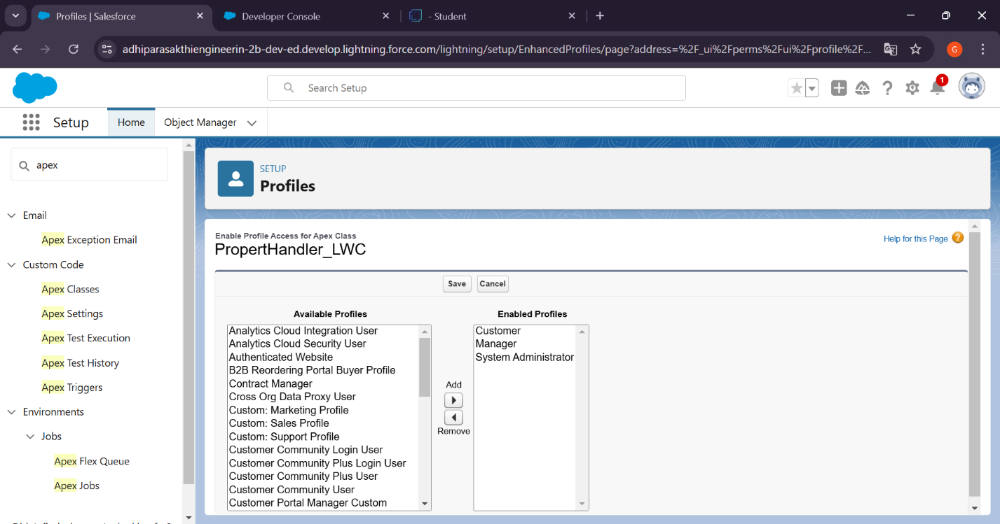 Profiles | Salesforce
Developer Console
- Student
adhiparasakthiengineerin-2b-dev-ed.develop.lightning.force.com/lightning/setup/EnhancedProfiles/page?address=%2F_ui%2Fperms%2Fui%2Fprofile%2F...
G
Search Setup
1
Setup
Home
Object Manager
apex
Email
Apex Exception Email
Custom Code
Apex Classes
Apex Settings
Apex Test Execution
Apex Test History
Apex Triggers
Environments
Jobs
Apex Flex Queue
Apex Jobs
SETUP
Profiles
Enable Profile Access for Apex Class
PropertHandler_LWC
Help for this Page ?
Save
Cancel
Available Profiles
Analytics Cloud Integration User
Analytics Cloud Security User
Authenticated Website
B2B Reordering Portal Buyer Profile
Contract Manager
Cross Org Data Proxy User
Custom: Marketing Profile
Custom: Sales Profile
Custom: Support Profile
Customer Community Login User
Customer Community Plus Login User
Customer Community Plus User
Customer Community User
Customer Portal Manager Custom
Add
Remove
Enabled Profiles
Customer
Manager
System Administrator